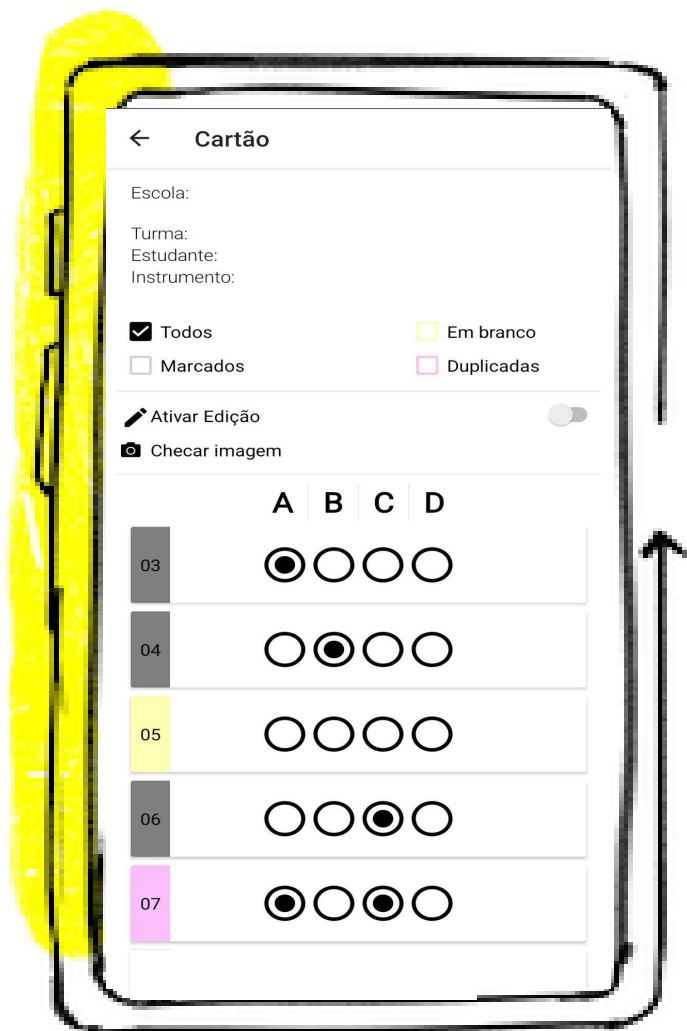 Cartão
Escola:
Turma:
Estudante:
Instrumento:
Todos
Em branco
Marcados
Duplicadas
Ativar Edição
Checar imagem
A B C D
03
04
05
06
07